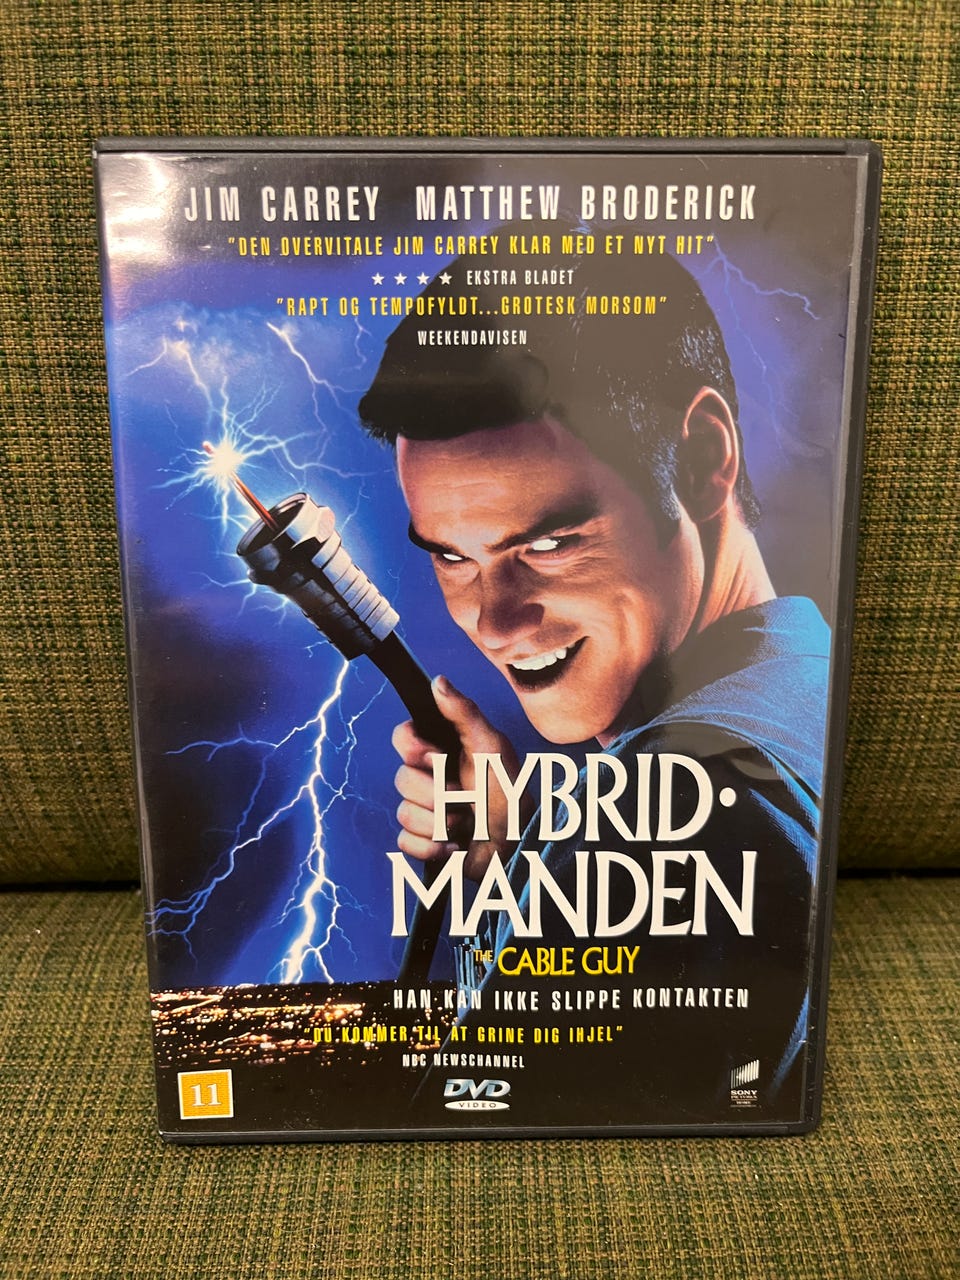 JIM CARREY MATTHEW BRODERICK
"DEN OVERVITALE JIM CARREY KLAR MED ET NYT HIT"
★ ★ ★ ★ EKSTRA BLADET
"RAPT OG TEMPOFYLDT...GROTESK MORSOM"
WEEKENDAVISEN
HYBRID·
MANDEN
THE CABLE GUY
HAN KAN IKKE SLIPPE KONTAKTEN
"DU KOMMER TIL AT GRINE DIG IHJEL"
NBC NEWSCHANNEL
11
DVD
VIDEO
SONY
PICTURES
HOME